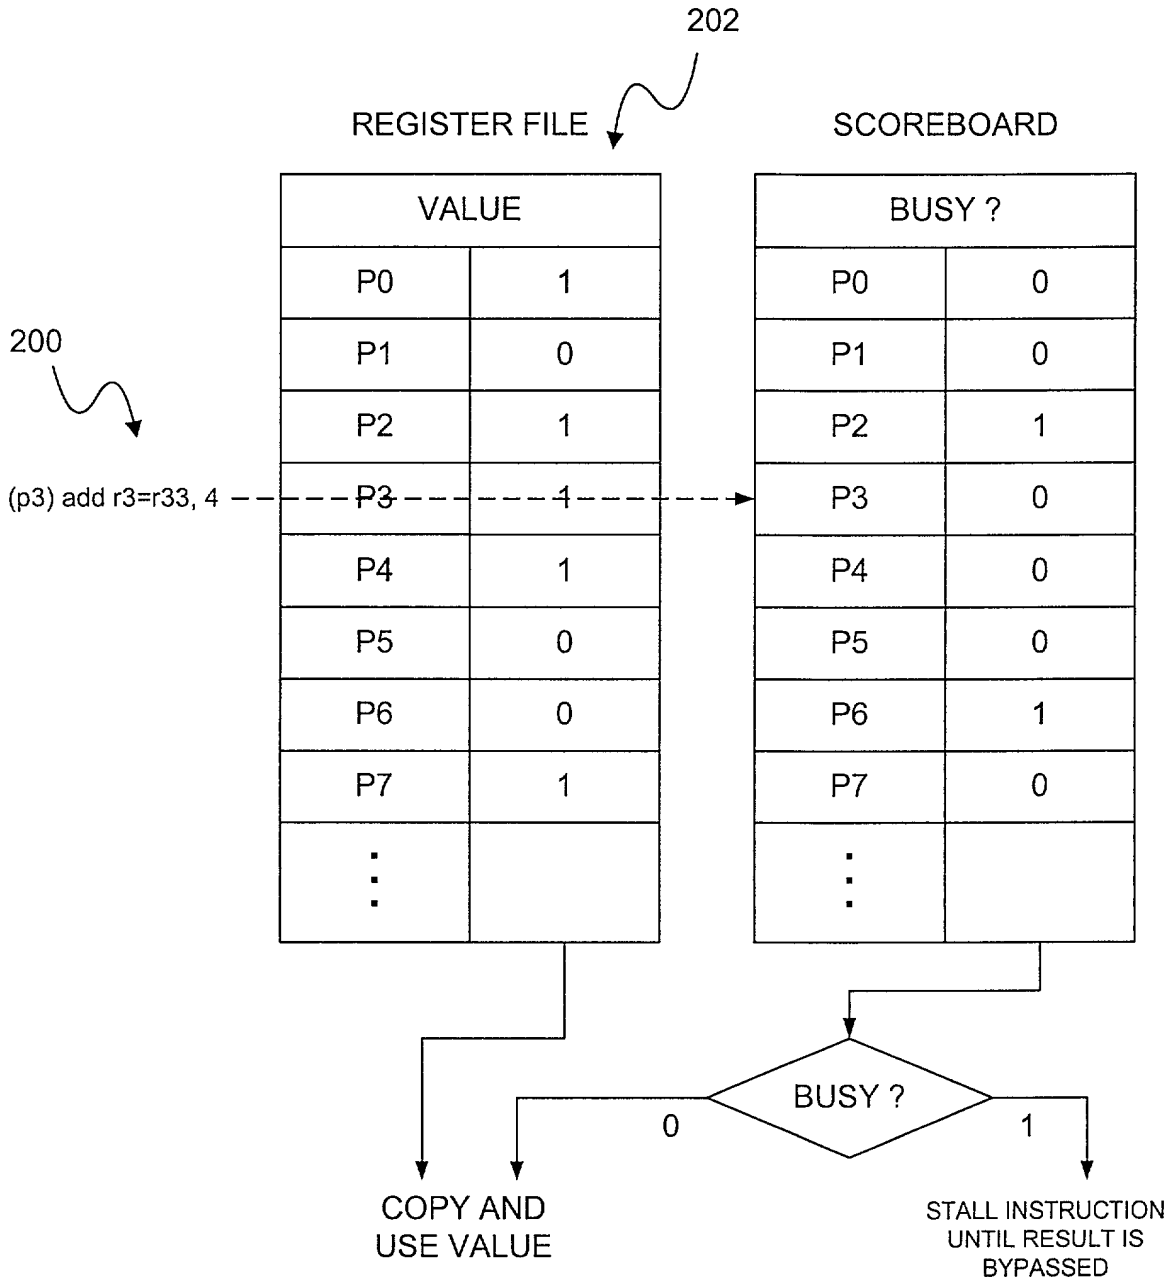 202
REGISTER FILE
SCOREBOARD
VALUE
BUSY ?
P0 1
P0 0
P1 0
P1 0
P2 1
P2 1
200
(p3) add r3=r33, 4
P3 1
P3 0
P4 1
P4 0
P5 0
P5 0
P6 0
P6 1
P7 1
P7 0
BUSY ?
0
1
COPY AND
USE VALUE
STALL INSTRUCTION
UNTIL RESULT IS
BYPASSED